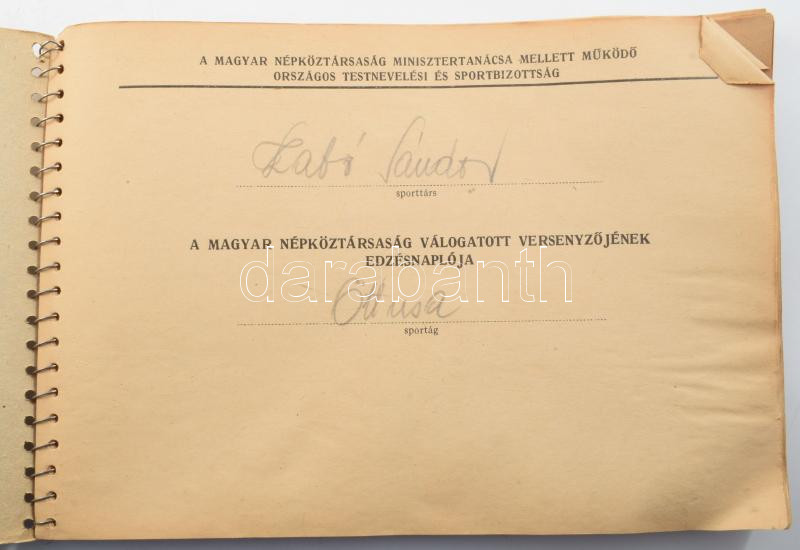 A MAGYAR NÉPKÖZTÁRSASÁG MINISZTERTANÁCSA MELLETT MŰKÖDŐ
ORSZÁGOS TESTNEVELÉSI ÉS SPORTBIZOTTSÁG
Szabó Sándor
sporttárs
A MAGYAR NÉPKÖZTÁRSASÁG VÁLOGATOTT VERSENYZŐJÉNEK
EDZÉSNAPLÓJA
darabanth
Öttusa
sportág